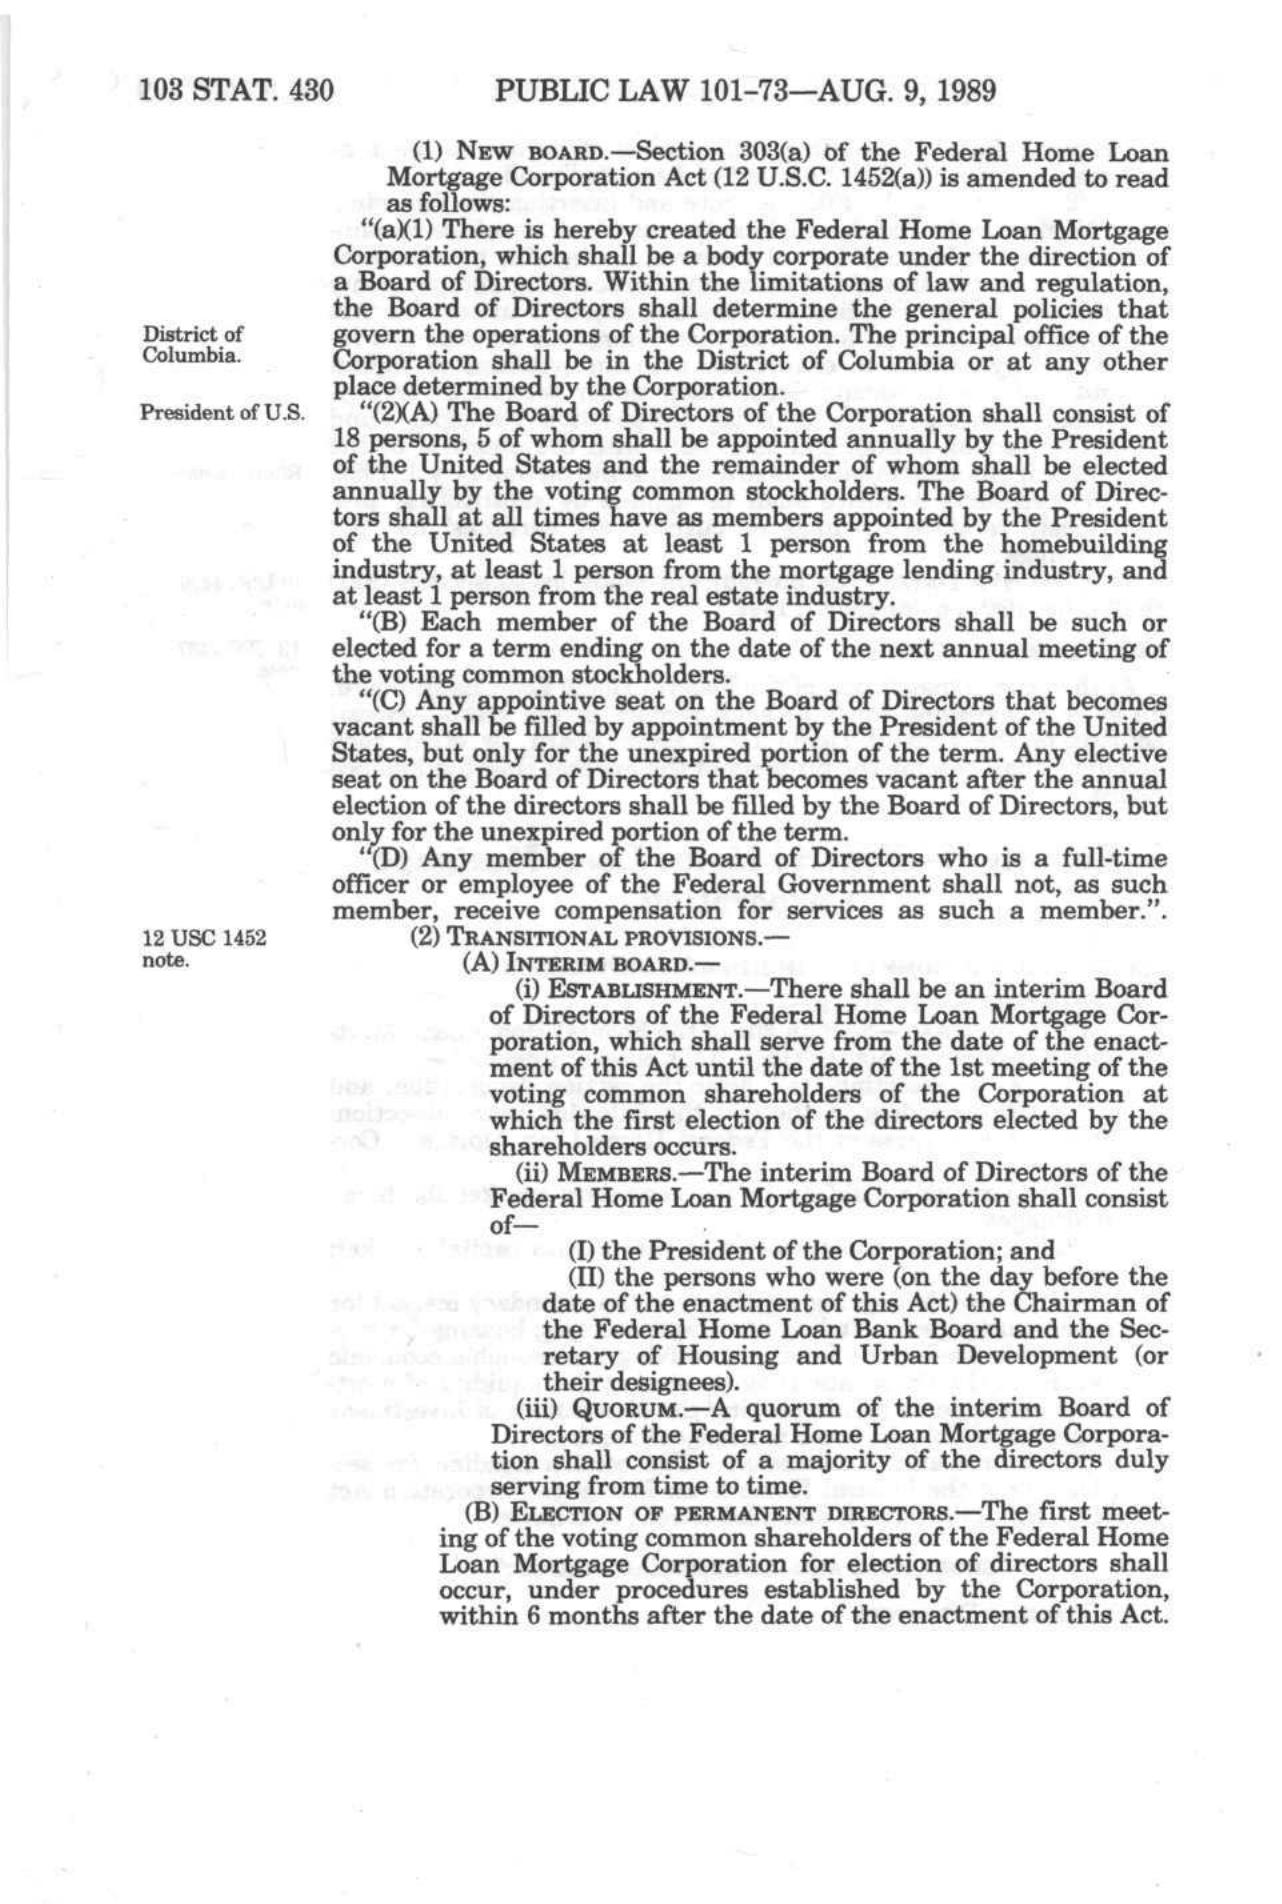 103 STAT. 430 PUBLIC LAW 101-73—AUG. 9, 1989
(1) NEW BOARD.—Section 303(a) of the Federal Home Loan
Mortgage Corporation Act (12 U.S.C. 1452(a)) is amended to read
as follows:
"(a)(1) There is hereby created the Federal Home Loan Mortgage
Corporation, which shall be a body corporate under the direction of
a Board of Directors. Within the limitations of law and regulation,
the Board of Directors shall determine the general policies that
District of
Columbia.
govern the operations of the Corporation. The principal office of the
Corporation shall be in the District of Columbia or at any other
place determined by the Corporation.
President of U.S.
"(2)(A) The Board of Directors of the Corporation shall consist of
18 persons, 5 of whom shall be appointed annually by the President
of the United States and the remainder of whom shall be elected
annually by the voting common stockholders. The Board of Direc-
tors shall at all times have as members appointed by the President
of the United States at least 1 person from the homebuilding
industry, at least 1 person from the mortgage lending industry, and
at least 1 person from the real estate industry.
"(B) Each member of the Board of Directors shall be such or
elected for a term ending on the date of the next annual meeting of
the voting common stockholders.
"(C) Any appointive seat on the Board of Directors that becomes
vacant shall be filled by appointment by the President of the United
States, but only for the unexpired portion of the term. Any elective
seat on the Board of Directors that becomes vacant after the annual
election of the directors shall be filled by the Board of Directors, but
only for the unexpired portion of the term.
"(D) Any member of the Board of Directors who is a full-time
officer or employee of the Federal Government shall not, as such
member, receive compensation for services as such a member.".
12 USC 1452
note.
(2) TRANSITIONAL PROVISIONS.—
(A) INTERIM BOARD.—
(i) ESTABLISHMENT.—There shall be an interim Board
of Directors of the Federal Home Loan Mortgage Cor-
poration, which shall serve from the date of the enact-
ment of this Act until the date of the 1st meeting of the
voting common shareholders of the Corporation at
which the first election of the directors elected by the
shareholders occurs.
(ii) MEMBERS.—The interim Board of Directors of the
Federal Home Loan Mortgage Corporation shall consist
of—
(I) the President of the Corporation; and
(II) the persons who were (on the day before the
date of the enactment of this Act) the Chairman of
the Federal Home Loan Bank Board and the Sec-
retary of Housing and Urban Development (or
their designees).
(iii) QUORUM.—A quorum of the interim Board of
Directors of the Federal Home Loan Mortgage Corpora-
tion shall consist of a majority of the directors duly
serving from time to time.
(B) ELECTION OF PERMANENT DIRECTORS.—The first meet-
ing of the voting common shareholders of the Federal Home
Loan Mortgage Corporation for election of directors shall
occur, under procedures established by the Corporation,
within 6 months after the date of the enactment of this Act.